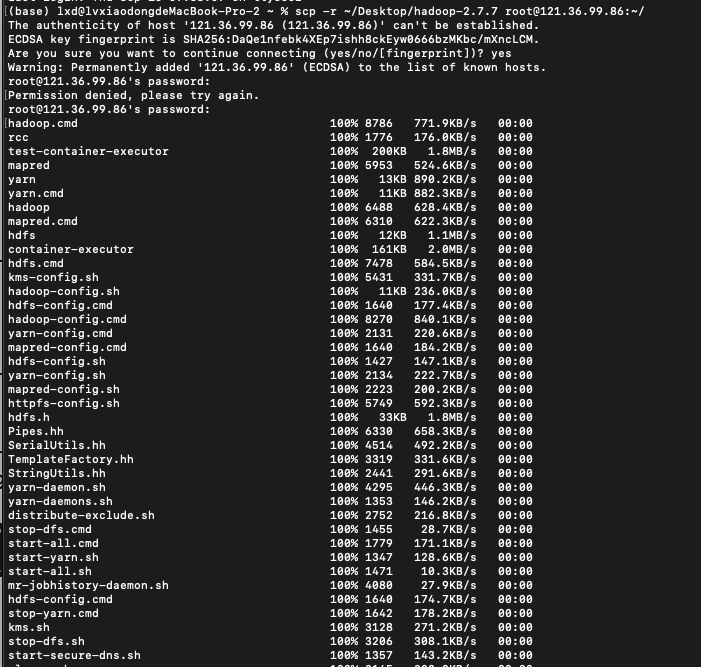 [(base) lxd@lvxiaodongdeMacBook-Pro-2 ~ % scp -r ~/Desktop/hadoop-2.7.7 root@121.36.99.86:~/
The authenticity of host '121.36.99.86 (121.36.99.86)' can't be established.
ECDSA key fingerprint is SHA256:DaQe1nfebk4XEp7ishh8ckEyw0666bzMKbc/mXncLCM.
Are you sure you want to continue connecting (yes/no/[fingerprint])? yes
Warning: Permanently added '121.36.99.86' (ECDSA) to the list of known hosts.
root@121.36.99.86's password:
[Permission denied, please try again.
root@121.36.99.86's password:
[hadoop.cmd 100% 8786 771.9KB/s 00:00
rcc 100% 1776 176.0KB/s 00:00
test-container-executor 100% 200KB 1.8MB/s 00:00
mapred 100% 5953 524.6KB/s 00:00
yarn 100% 13KB 890.2KB/s 00:00
yarn.cmd 100% 11KB 882.3KB/s 00:00
hadoop 100% 6488 628.4KB/s 00:00
mapred.cmd 100% 6310 622.3KB/s 00:00
hdfs 100% 12KB 1.1MB/s 00:00
container-executor 100% 161KB 2.0MB/s 00:00
hdfs.cmd 100% 7478 584.5KB/s 00:00
kms-config.sh 100% 5431 331.7KB/s 00:00
hadoop-config.sh 100% 11KB 236.0KB/s 00:00
hdfs-config.cmd 100% 1640 177.4KB/s 00:00
hadoop-config.cmd 100% 8270 840.1KB/s 00:00
yarn-config.cmd 100% 2131 220.6KB/s 00:00
mapred-config.cmd 100% 1640 184.2KB/s 00:00
hdfs-config.sh 100% 1427 147.1KB/s 00:00
yarn-config.sh 100% 2134 222.7KB/s 00:00
mapred-config.sh 100% 2223 200.2KB/s 00:00
httpfs-config.sh 100% 5749 592.3KB/s 00:00
hdfs.h 100% 33KB 1.8MB/s 00:00
Pipes.hh 100% 6330 658.3KB/s 00:00
SerialUtils.hh 100% 4514 492.2KB/s 00:00
TemplateFactory.hh 100% 3319 331.6KB/s 00:00
StringUtils.hh 100% 2441 291.6KB/s 00:00
yarn-daemon.sh 100% 4295 446.3KB/s 00:00
yarn-daemons.sh 100% 1353 146.2KB/s 00:00
distribute-exclude.sh 100% 2752 216.8KB/s 00:00
stop-dfs.cmd 100% 1455 28.7KB/s 00:00
start-all.cmd 100% 1779 171.1KB/s 00:00
start-yarn.sh 100% 1347 128.6KB/s 00:00
start-all.sh 100% 1471 10.3KB/s 00:00
mr-jobhistory-daemon.sh 100% 4080 27.9KB/s 00:00
hdfs-config.cmd 100% 1640 174.7KB/s 00:00
stop-yarn.cmd 100% 1642 178.2KB/s 00:00
kms.sh 100% 3128 271.2KB/s 00:00
stop-dfs.sh 100% 3206 308.1KB/s 00:00
start-secure-dns.sh 100% 1357 143.2KB/s 00:00